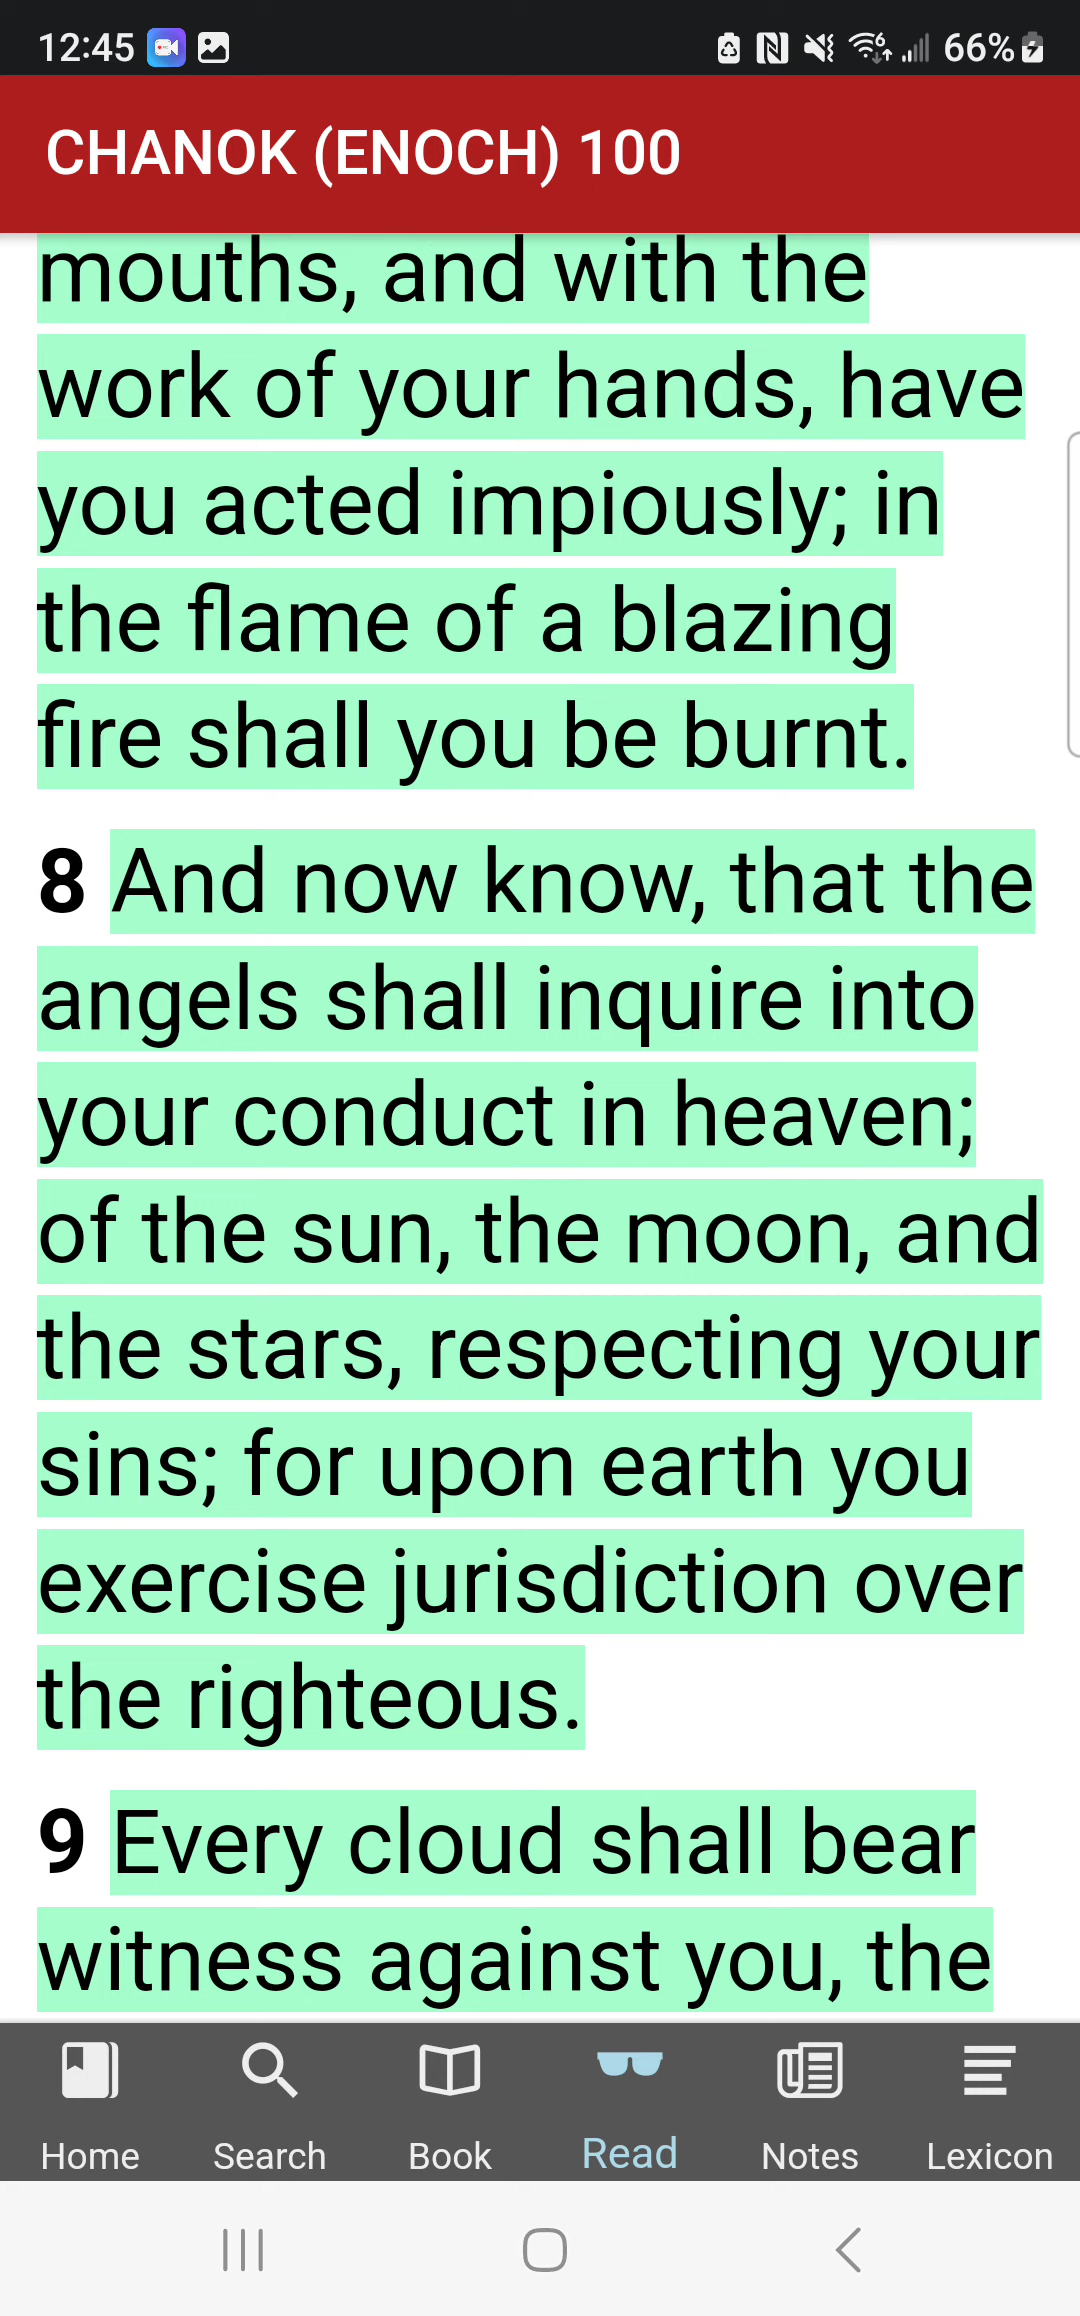 12:45
66%
CHANOK (ENOCH) 100
mouths, and with the
work of your hands, have
you acted impiously; in
the flame of a blazing
fire shall you be burnt.
8 And now know, that the
angels shall inquire into
your conduct in heaven;
of the sun, the moon, and
the stars, respecting your
sins; for upon earth you
exercise jurisdiction over
the righteous.
9 Every cloud shall bear
witness against you, the
Home Search Book Read Notes Lexicon